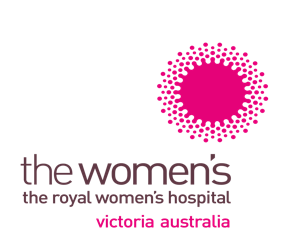 the women's
the royal women's hospital
victoria australia